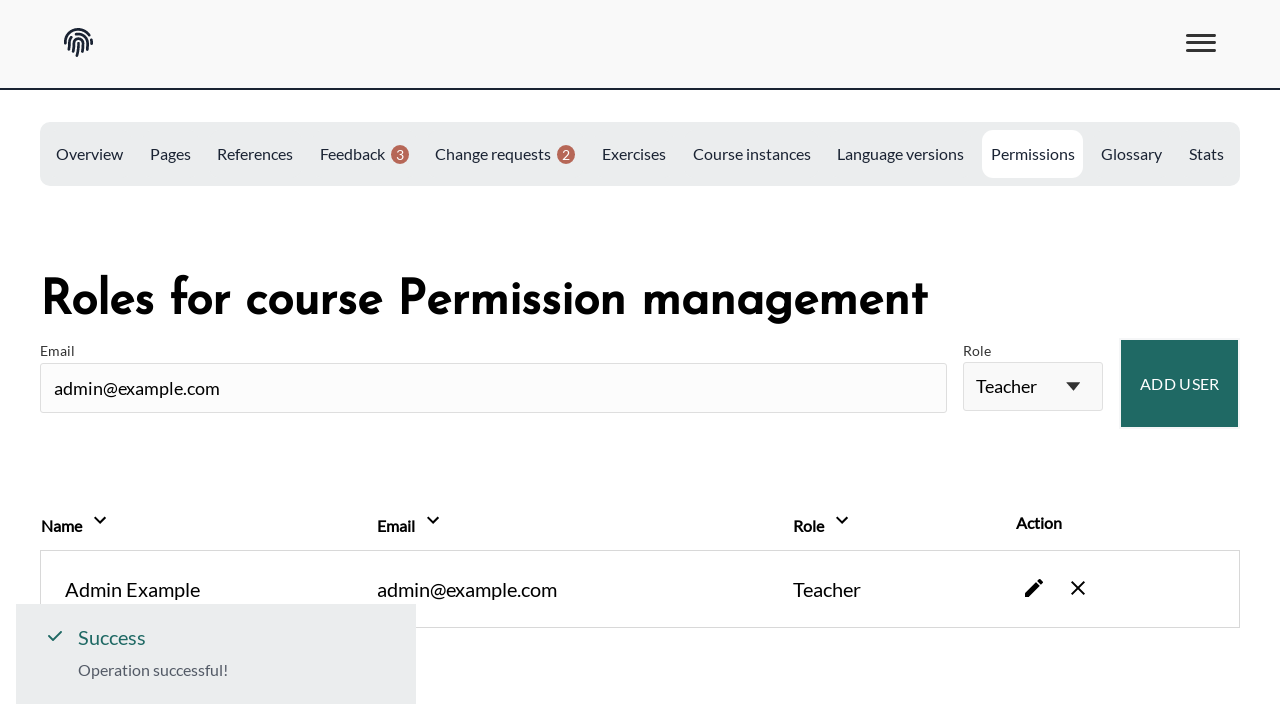 Overview Pages References Feedback 3 Change requests 2 Exercises Course instances Language versions Permissions Glossary Stats
Roles for course Permission management
Email Role
admin@example.com Teacher ADD USER
Name Email Role Action
Admin Example admin@example.com Teacher
Success
Operation successful!